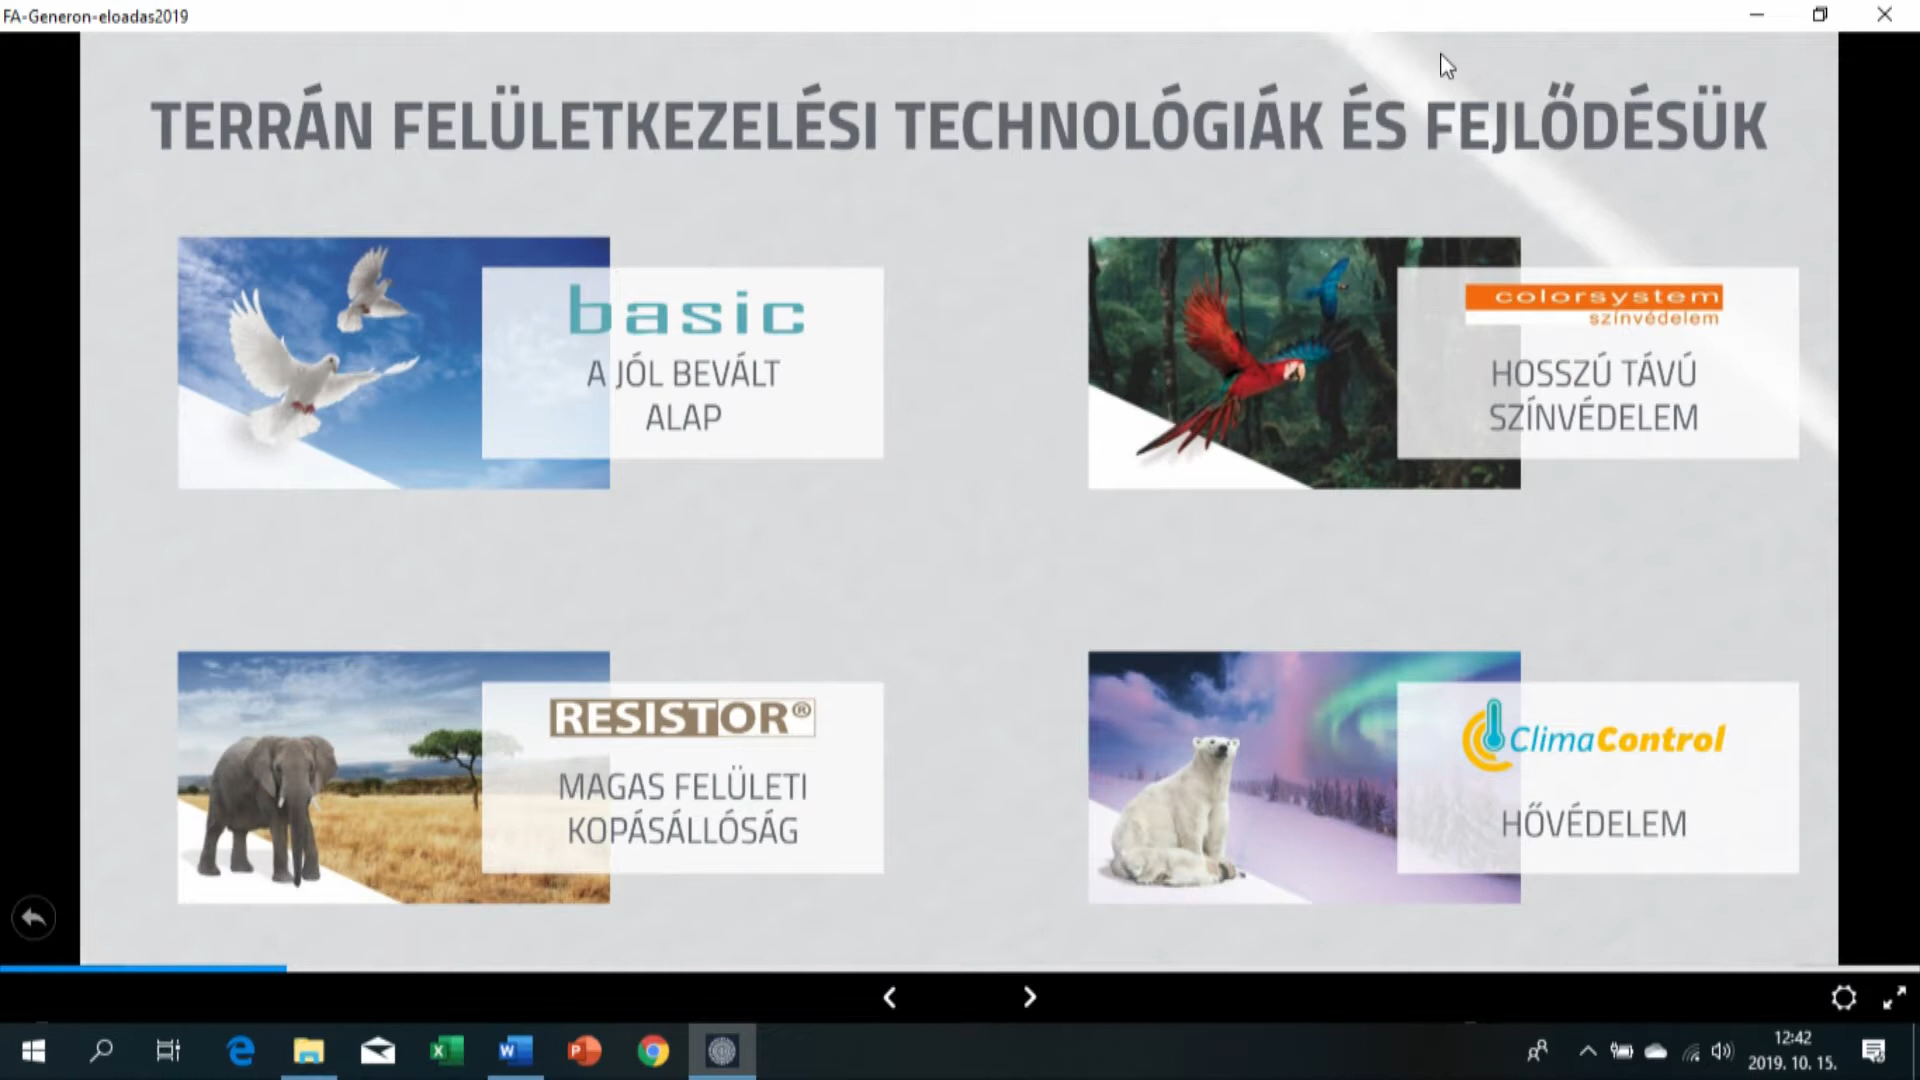 FA-Generon-eloadas2019
TERRÁN FELÜLETKEZELÉSI TECHNOLÓGIÁK ÉS FEJLŐDÉSÜK
basic
A JÓL BEVÁLT
ALAP
colorsystem
színvédelem
HOSSZÚ TÁVÚ
SZÍNVÉDELEM
RESISTOR®
MAGAS FELÜLETI
KOPÁSÁLLÓSÁG
ClimaControl
HŐVÉDELEM
12:42
2019. 10. 15.